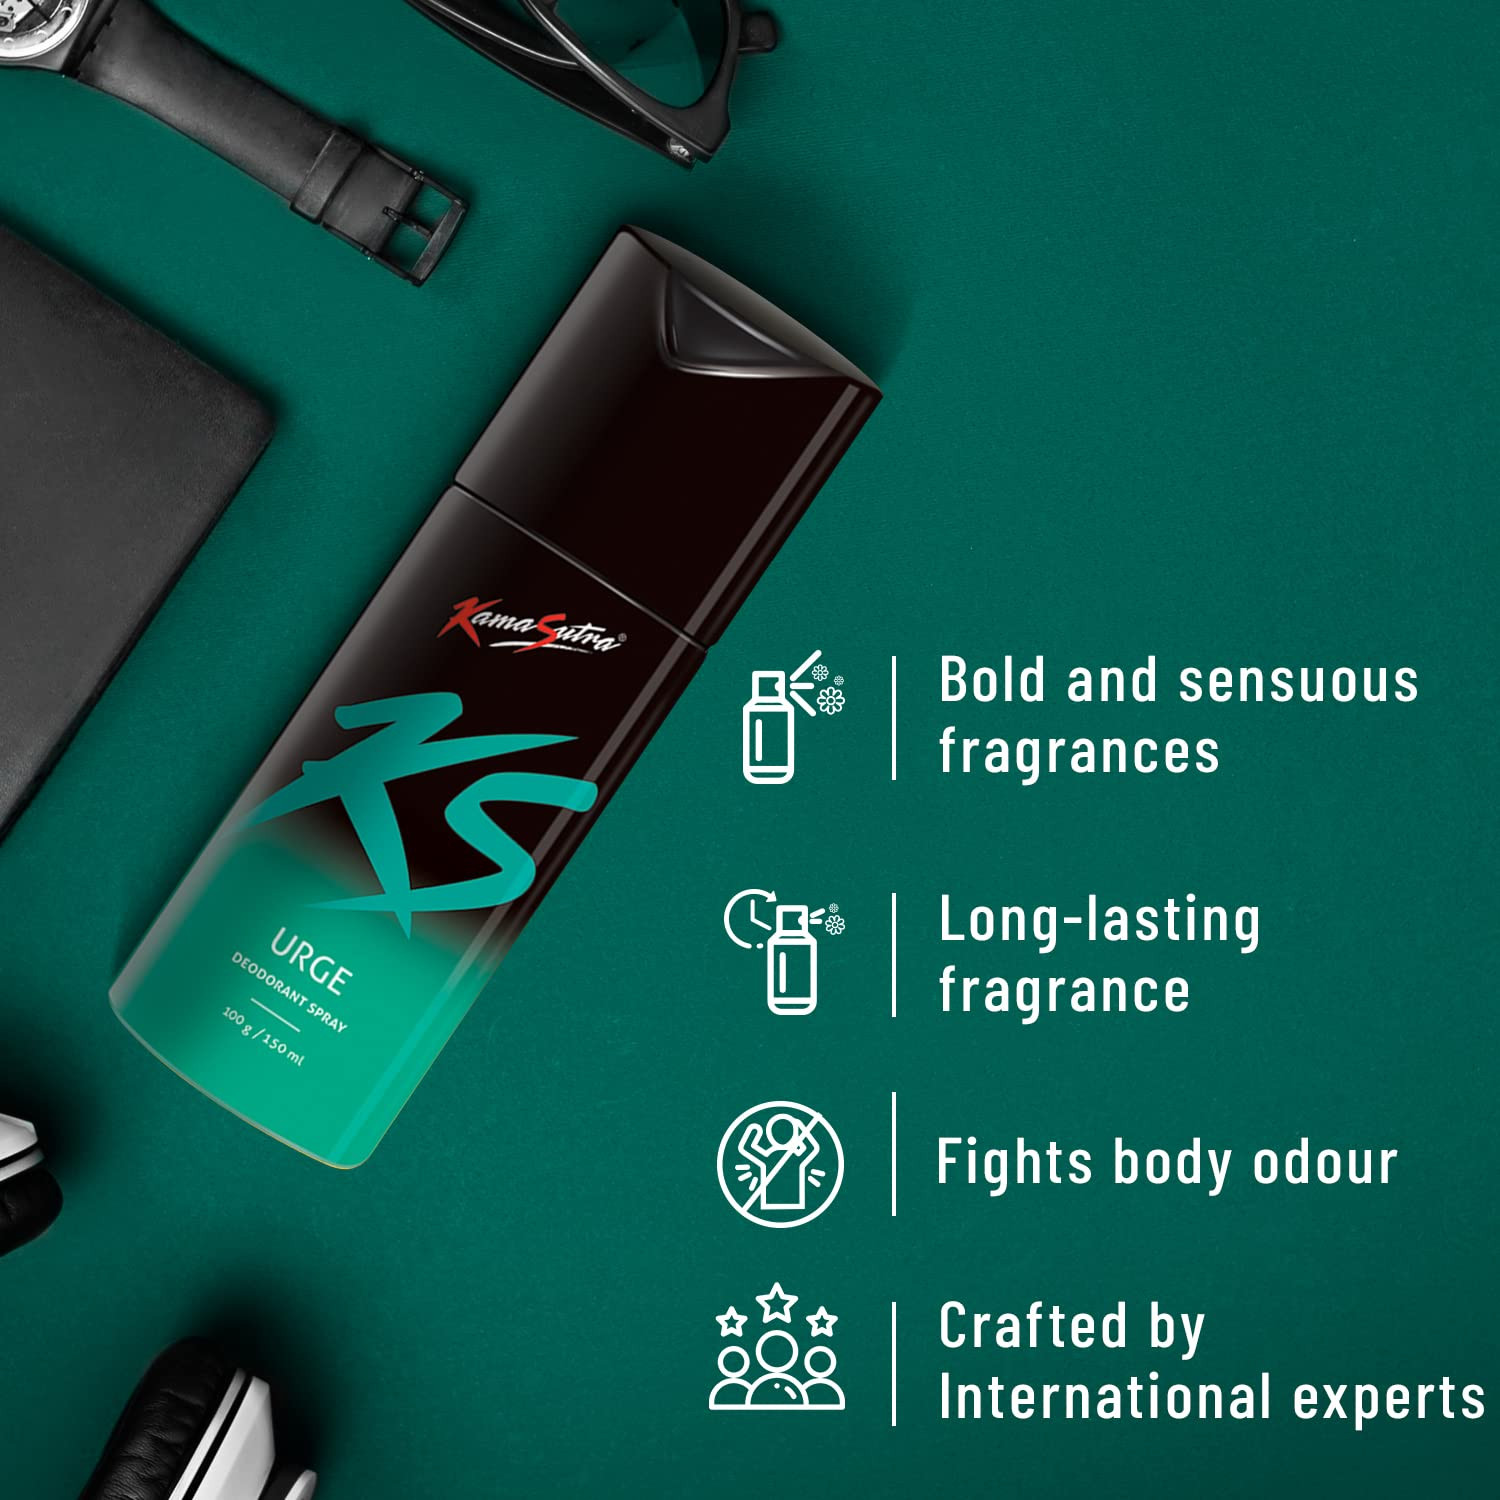 KamaSutra®
KS
URGE
DEODORANT SPRAY
100 g / 150 ml
Bold and sensuous
fragrances
Long-lasting
fragrance
Fights body odour
Crafted by
International experts